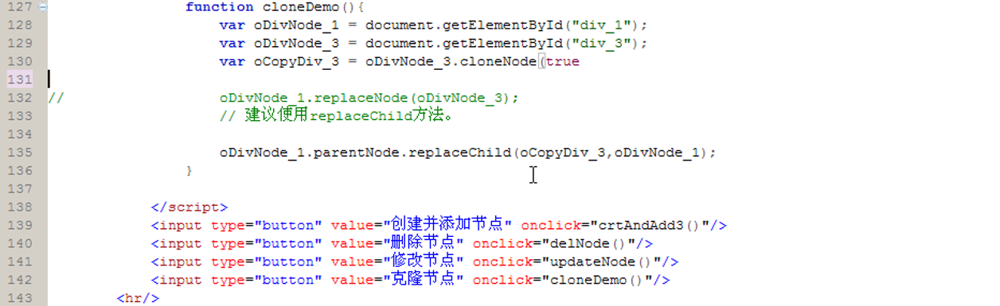 127 function cloneDemo(){
128 var oDivNode_1 = document.getElementById("div_1");
129 var oDivNode_3 = document.getElementById("div_3");
130 var oCopyDiv_3 = oDivNode_3.cloneNode(true
131
132 // oDivNode_1.replaceNode(oDivNode_3);
133 // 建议使用replaceChild方法。
134
135 oDivNode_1.parentNode.replaceChild(oCopyDiv_3,oDivNode_1);
136 }
137
138 </script>
139 <input type="button" value="创建并添加节点" onclick="crtAndAdd3()"/>
140 <input type="button" value="删除节点" onclick="delNode()"/>
141 <input type="button" value="修改节点" onclick="updateNode()"/>
142 <input type="button" value="克隆节点" onclick="cloneDemo()"/>
143 <hr/>